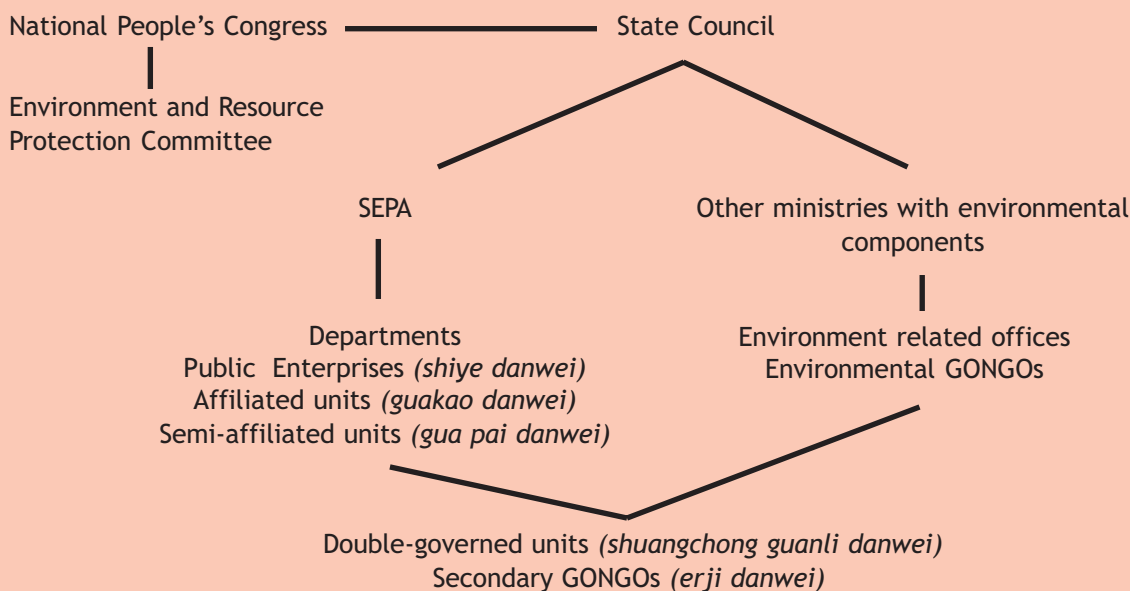 National People’s Congress
State Council
Environment and Resource
Protection Committee
SEPA
Other ministries with environmental
components
Departments
Public Enterprises (shiye danwei)
Affiliated units (guakao danwei)
Semi-affiliated units (gua pai danwei)
Environment related offices
Environmental GONGOs
Double-governed units (shuangchong guanli danwei)
Secondary GONGOs (erji danwei)